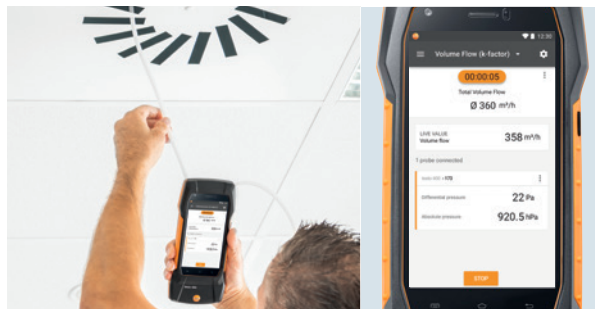 12:30
Volume Flow (k-factor)
00:00:05
Total Volume Flow
Ø 360 m³/h
LIVE VALUE
Volume flow
358 m³/h
1 probe connected
Differential pressure
22 Pa
Absolute pressure
920.5 hPa
STOP